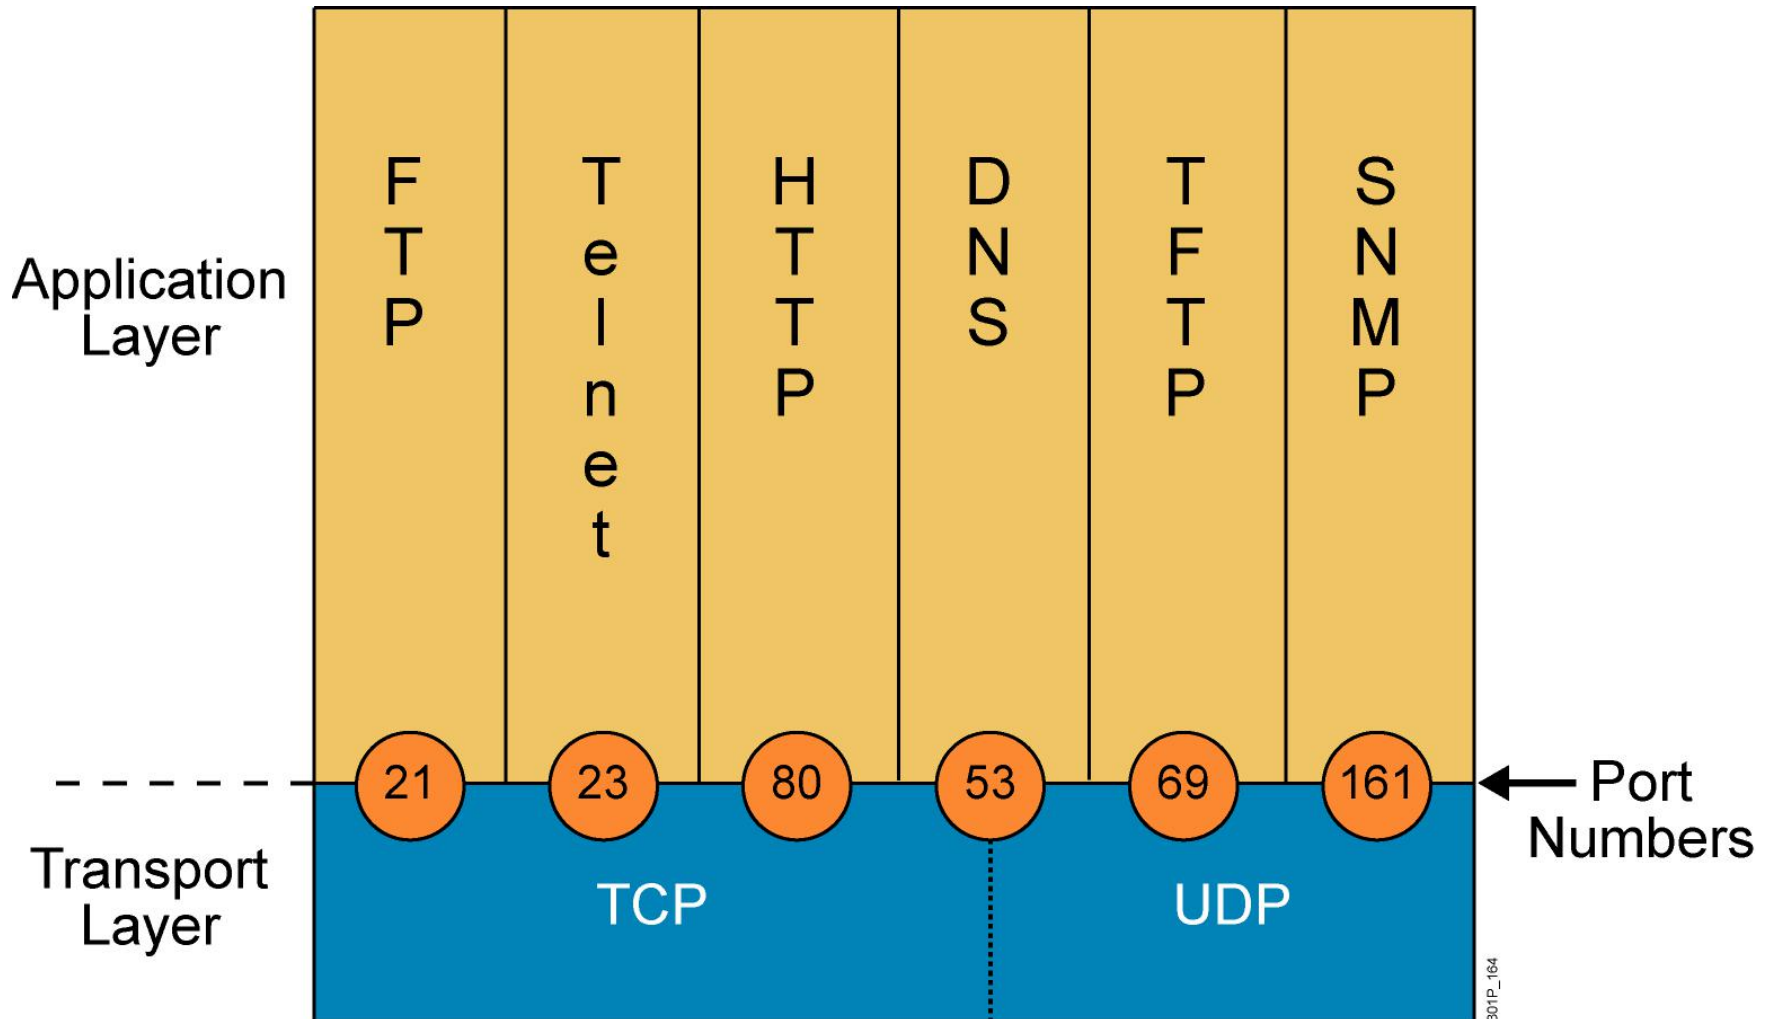 Application
Layer
FTP
Telnet
HTTP
DNS
TFTP
SNMP
21
23
80
53
69
161
Port
Numbers
Transport
Layer
TCP
UDP